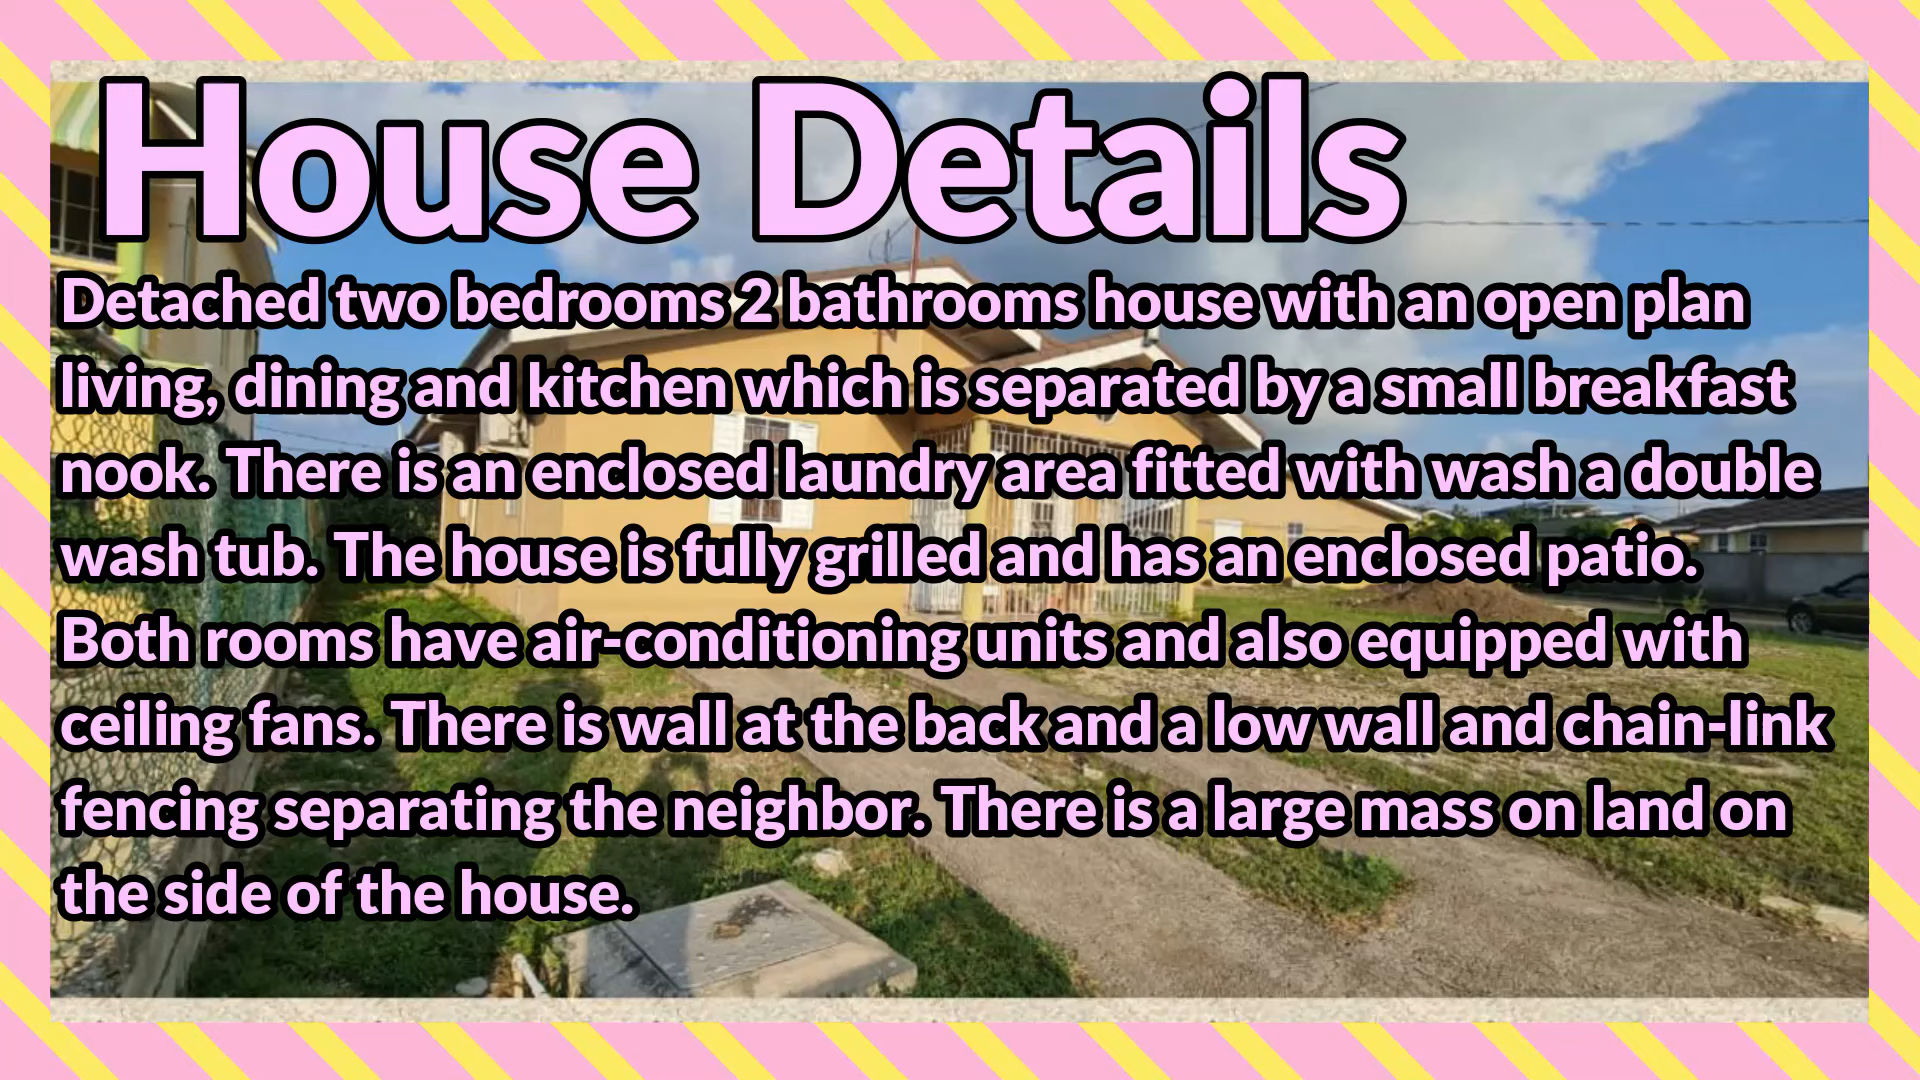 House Details
Detached two bedrooms 2 bathrooms house with an open plan
living, dining and kitchen which is separated by a small breakfast
nook. There is an enclosed laundry area fitted with wash a double
wash tub. The house is fully grilled and has an enclosed patio.
Both rooms have air-conditioning units and also equipped with
ceiling fans. There is wall at the back and a low wall and chain-link
fencing separating the neighbor. There is a large mass on land on
the side of the house.